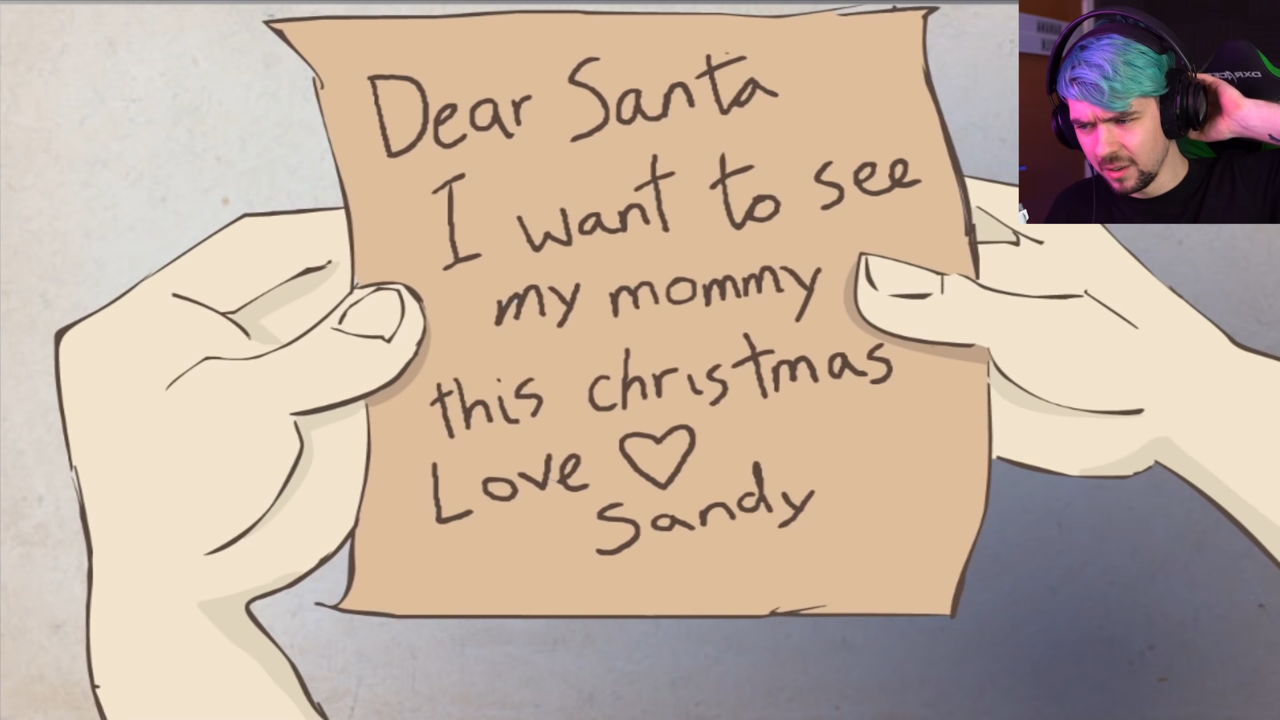 Dear Santa
I want to see
my mommy
this christmas
Love ♡
Sandy